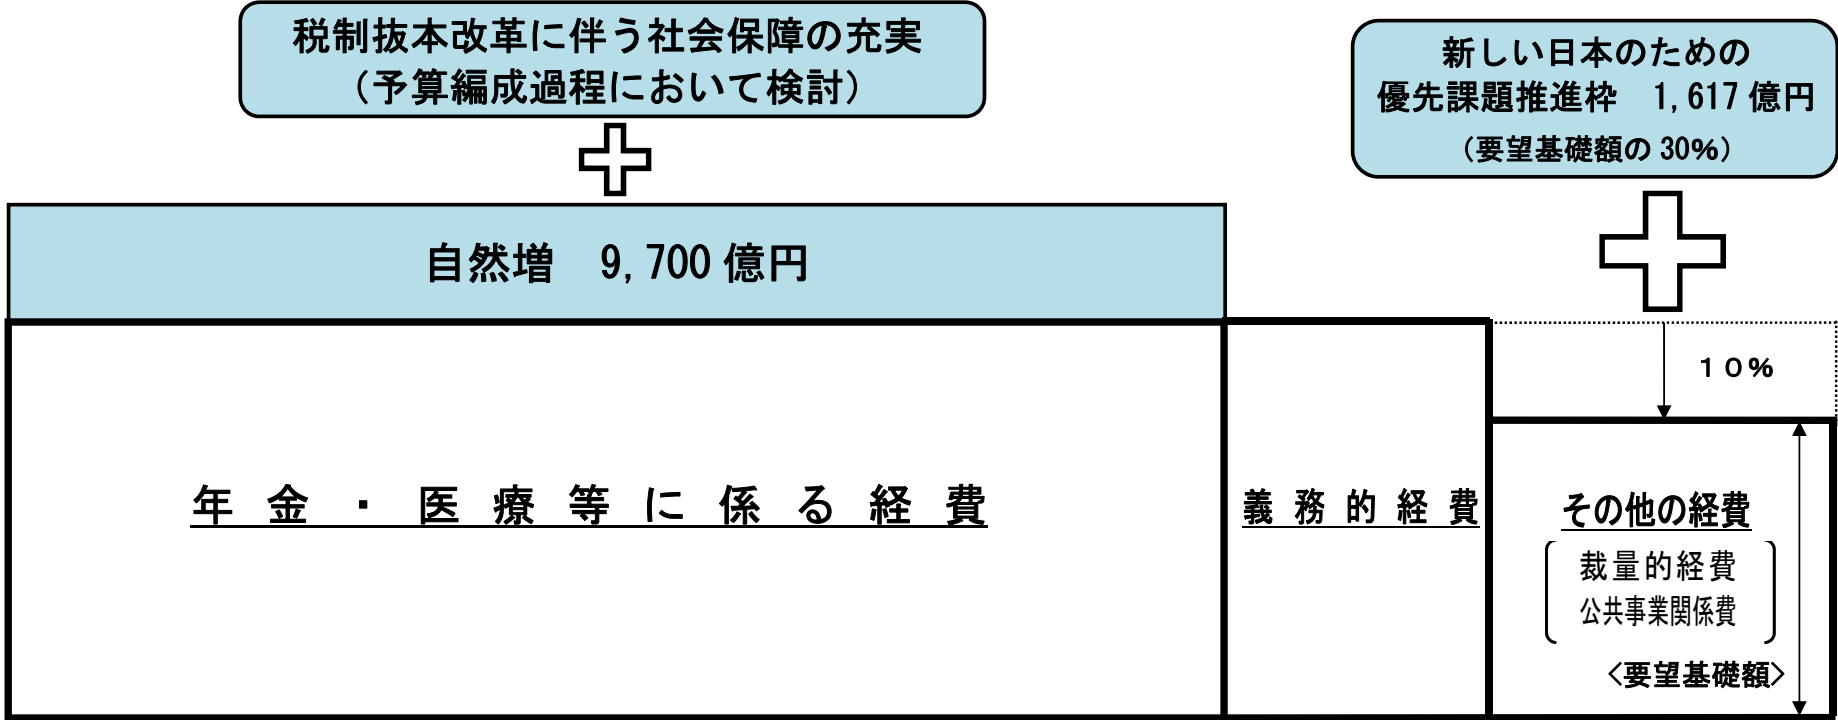 税制抜本改革に伴う社会保障の充実
（予算編成過程において検討）
新しい日本のための
優先課題推進枠　1,617億円
（要望基礎額の30%）
自然増　9,700億円
１０%
年金・医療等に係る経費
義務的経費
その他の経費
裁量的経費
公共事業関係費
<要望基礎額>